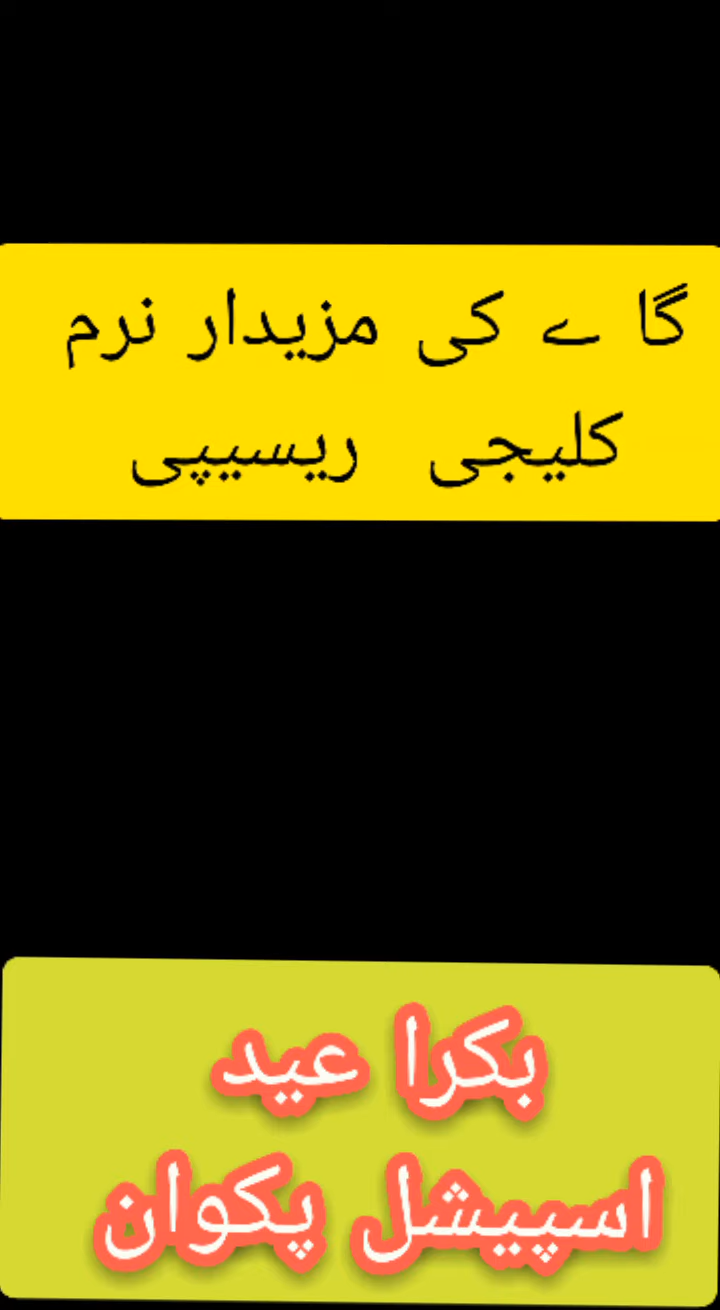 گا ے کی مزیدار نرم
کلیجی ریسیپی
بکرا عید
اسپیشل پکوان